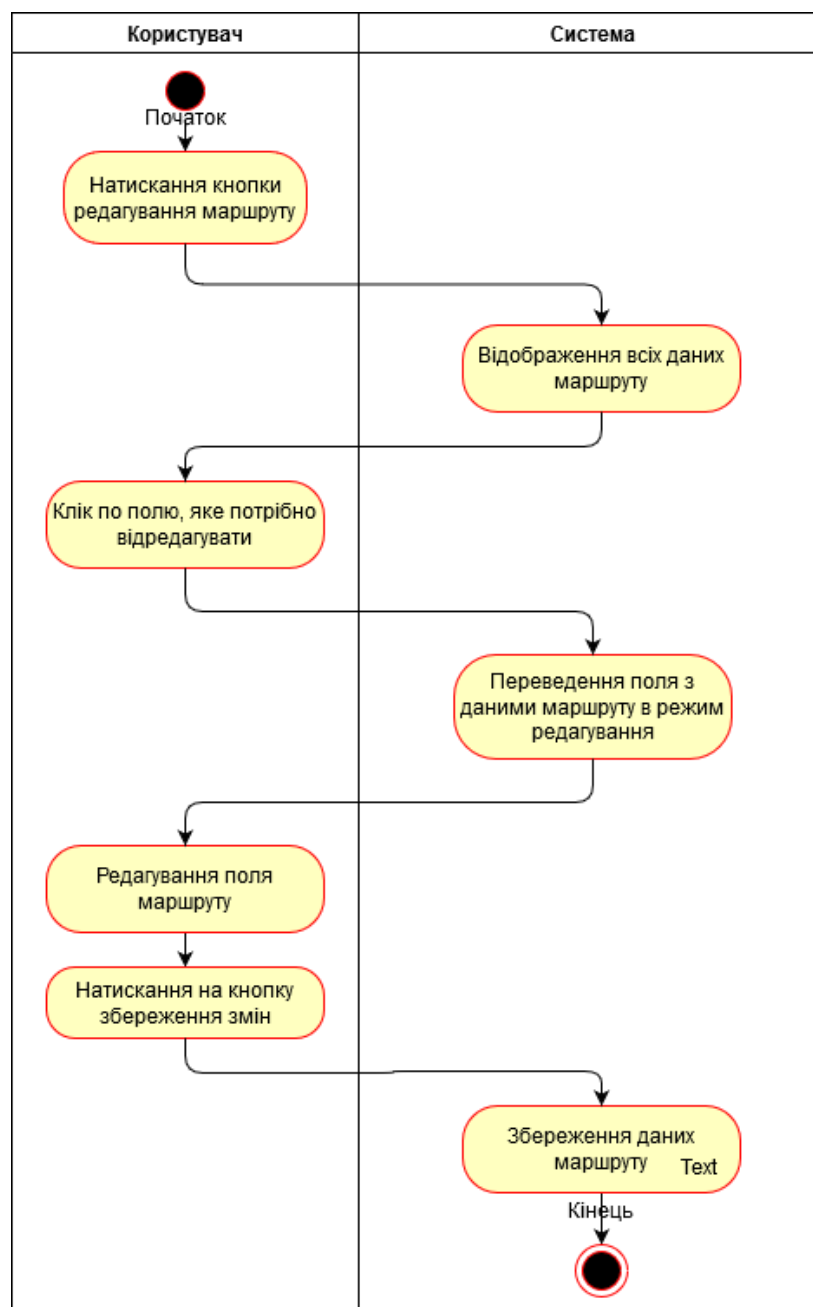 Користувач
Система
Початок
Натискання кнопки
редагування маршруту
Відображення всіх даних
маршруту
Клік по полю, яке потрібно
відредагувати
Переведення поля з
даними маршруту в режим
редагування
Редагування поля
маршруту
Натискання на кнопку
збереження змін
Збереження даних
маршруту
Text
Кінець